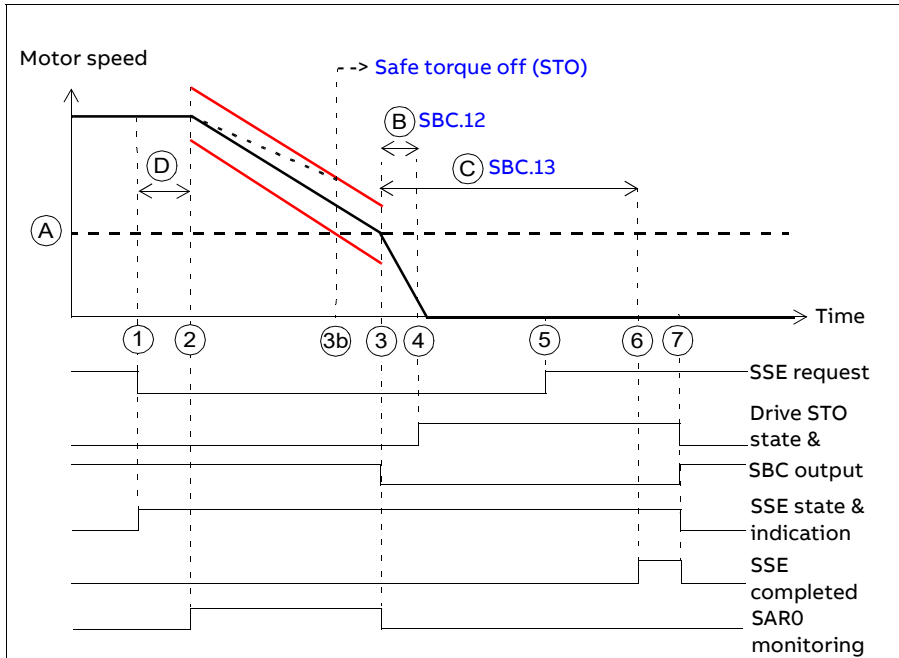 Motor speed
Safe torque off (STO)
B SBC.12
D
C SBC.13
A
Time
1 2 3b 3 4 5 6 7
SSE request
Drive STO
state &
SBC output
SSE state &
indication
SSE
completed
SAR0
monitoring